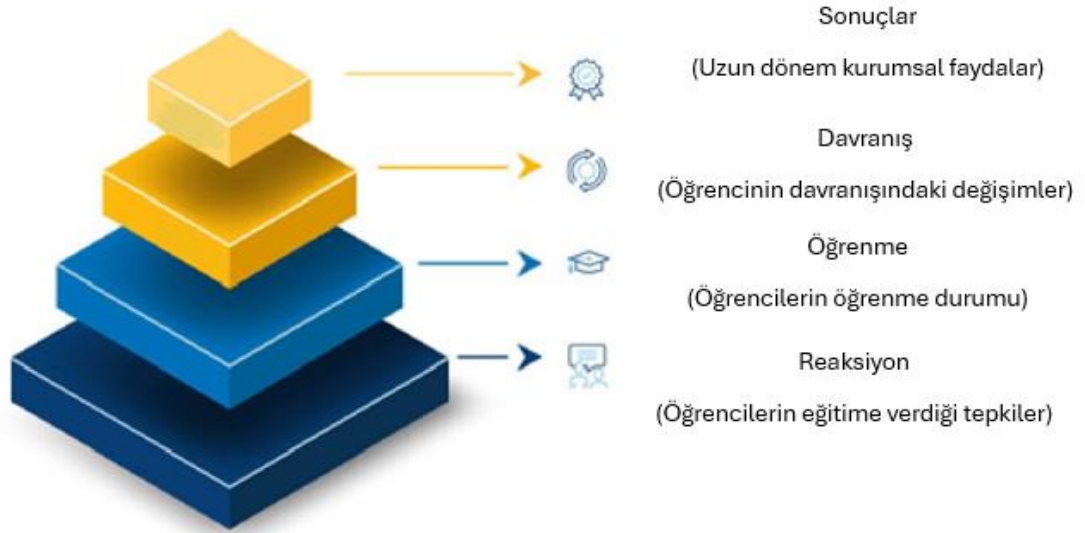 Sonuçlar
(Uzun dönem kurumsal faydalar)
Davranış
(Öğrencinin davranışındaki değişimler)
Öğrenme
(Öğrencilerin öğrenme durumu)
Reaksiyon
(Öğrencilerin eğitime verdiği tepkiler)